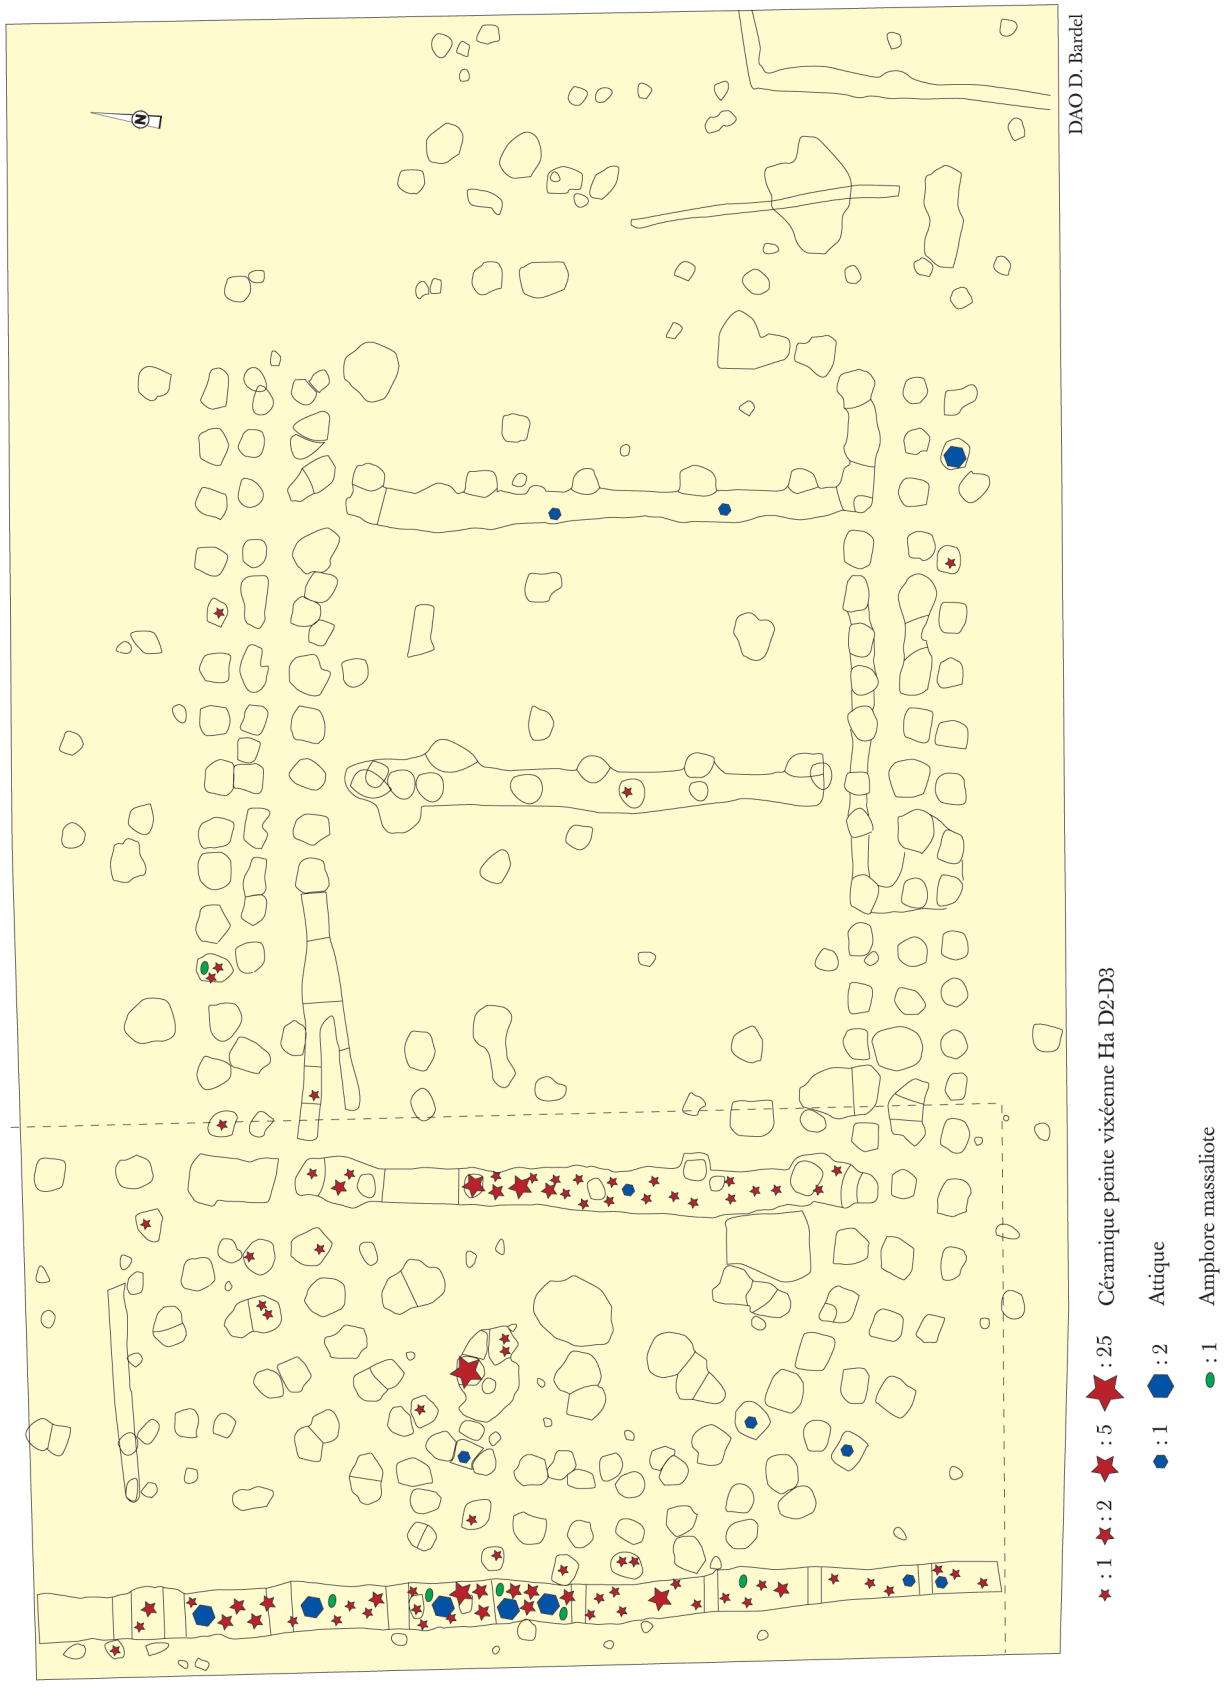 N
DAO D. Bardel
: 1 : 2 : 5 : 25 Céramique peinte vixéenne Ha D2-D3
: 1 : 2 Attique
: 1 Amphore massaliote